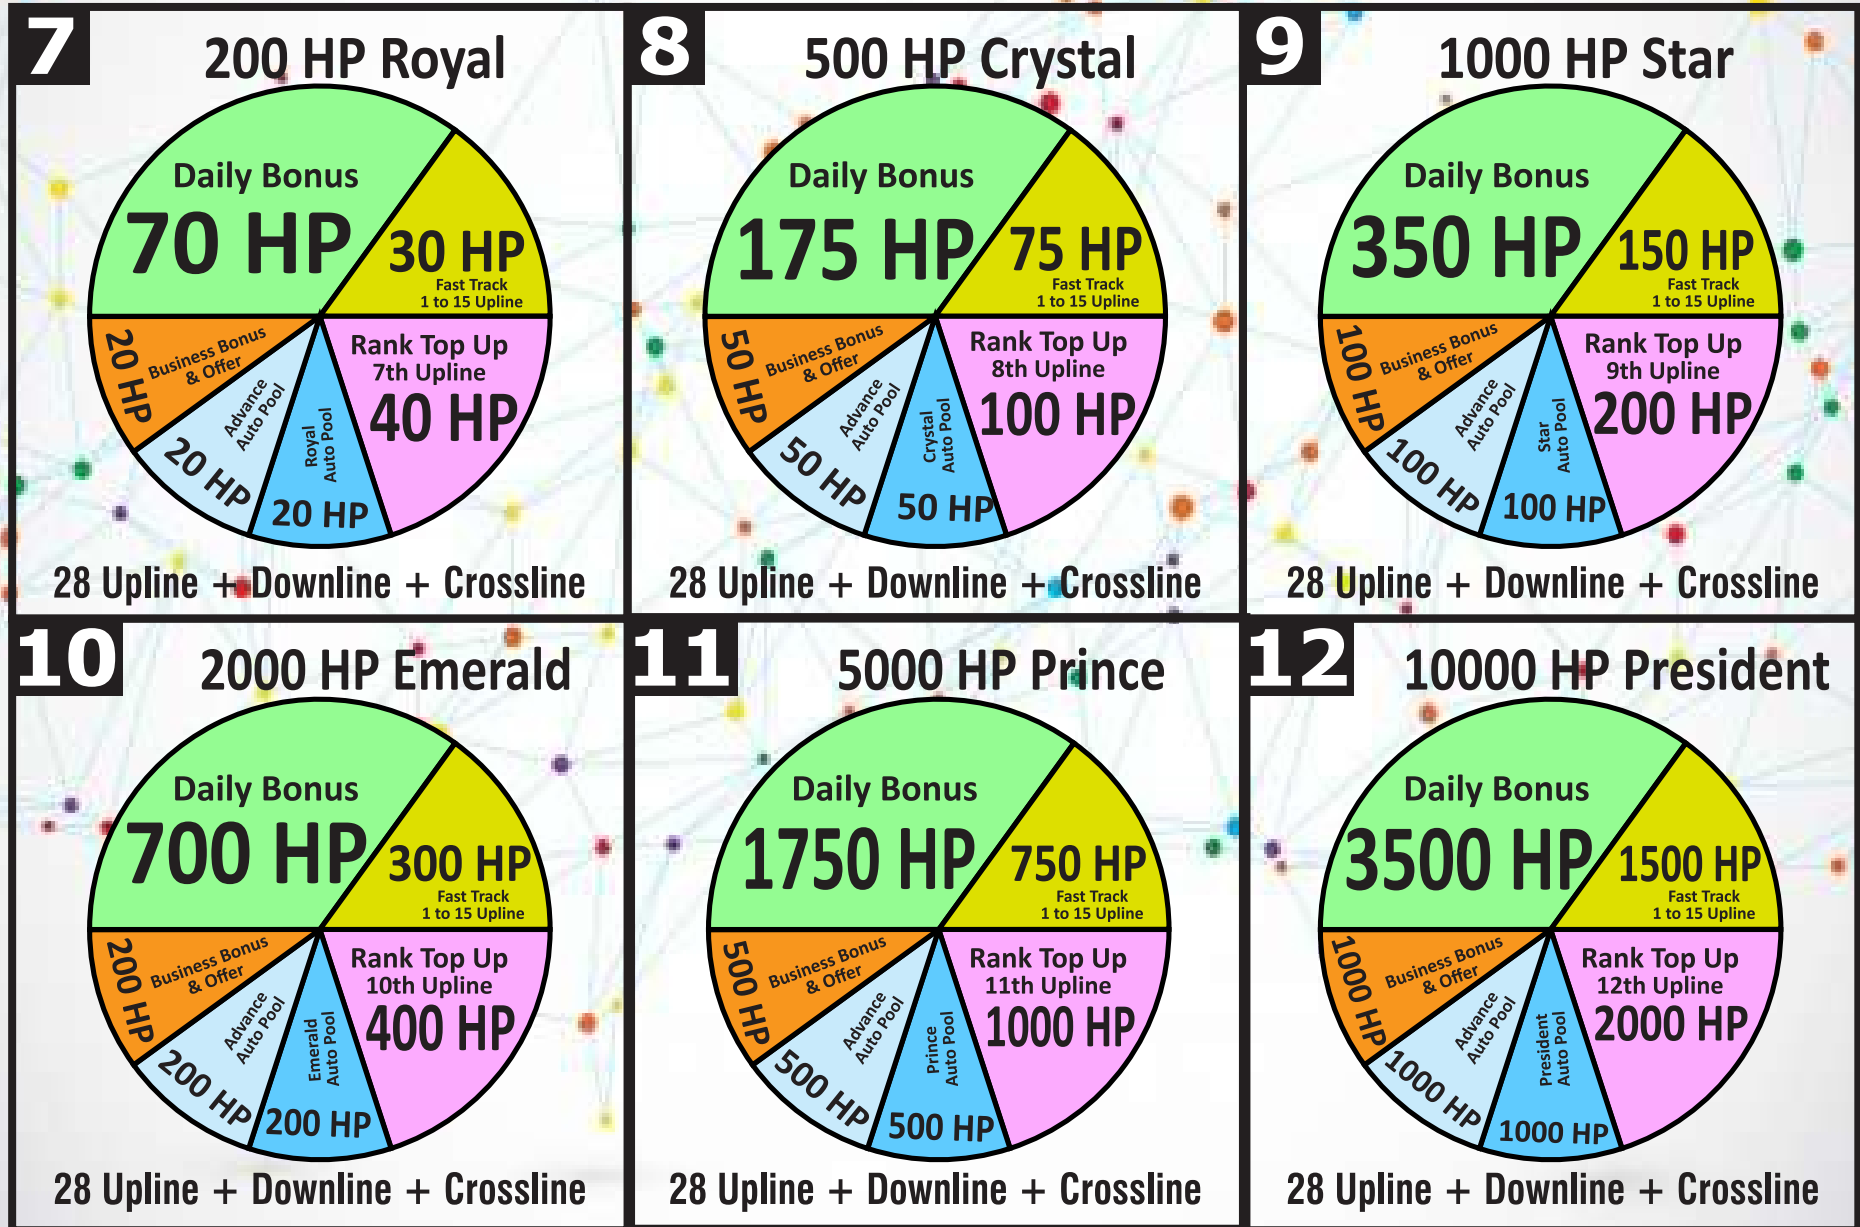 7
200 HP Royal
Daily Bonus
70 HP
30 HP
Fast Track
1 to 15 Upline
20 HP
Business Bonus
& Offer
Advance
Auto Pool
20 HP
Royal
Auto Pool
20 HP
Rank Top Up
7th Upline
40 HP
28 Upline + Downline + Crossline
8
500 HP Crystal
Daily Bonus
175 HP
75 HP
Fast Track
1 to 15 Upline
50 HP
Business Bonus
& Offer
Advance
Auto Pool
50 HP
Crystal
Auto Pool
50 HP
Rank Top Up
8th Upline
100 HP
28 Upline + Downline + Crossline
9
1000 HP Star
Daily Bonus
350 HP
150 HP
Fast Track
1 to 15 Upline
100 HP
Business Bonus
& Offer
Advance
Auto Pool
100 HP
Star
Auto Pool
100 HP
Rank Top Up
9th Upline
200 HP
28 Upline + Downline + Crossline
10
2000 HP Emerald
Daily Bonus
700 HP
300 HP
Fast Track
1 to 15 Upline
200 HP
Business Bonus
& Offer
Advance
Auto Pool
200 HP
Emerald
Auto Pool
200 HP
Rank Top Up
10th Upline
400 HP
28 Upline + Downline + Crossline
11
5000 HP Prince
Daily Bonus
1750 HP
750 HP
Fast Track
1 to 15 Upline
500 HP
Business Bonus
& Offer
Advance
Auto Pool
500 HP
Prince
Auto Pool
500 HP
Rank Top Up
11th Upline
1000 HP
28 Upline + Downline + Crossline
12
10000 HP President
Daily Bonus
3500 HP
1500 HP
Fast Track
1 to 15 Upline
1000 HP
Business Bonus
& Offer
Advance
Auto Pool
1000 HP
President
Auto Pool
1000 HP
Rank Top Up
12th Upline
2000 HP
28 Upline + Downline + Crossline